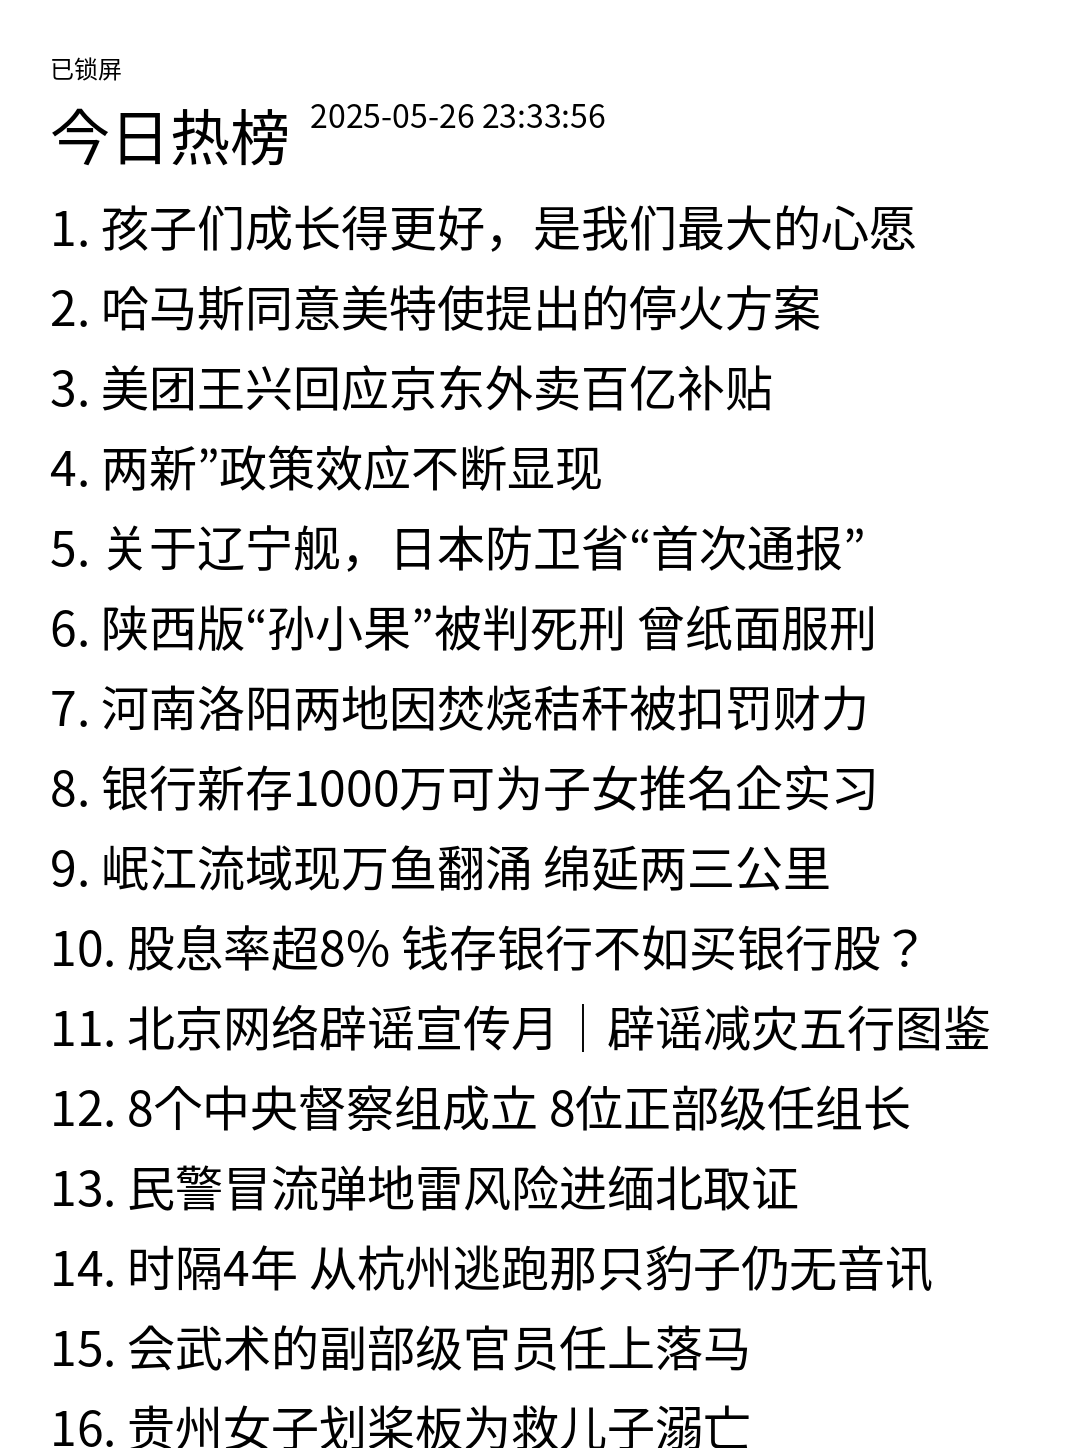 已锁屏
今日热榜 2025-05-26 23:33:56
1. 孩子们成长得更好，是我们最大的心愿
2. 哈马斯同意美特使提出的停火方案
3. 美团王兴回应京东外卖百亿补贴
4. 两新”政策效应不断显现
5. 关于辽宁舰，日本防卫省“首次通报”
6. 陕西版“孙小果”被判死刑 曾纸面服刑
7. 河南洛阳两地因焚烧秸秆被扣罚财力
8. 银行新存1000万可为子女推名企实习
9. 岷江流域现万鱼翻涌 绵延两三公里
10. 股息率超8% 钱存银行不如买银行股？
11. 北京网络辟谣宣传月｜辟谣减灾五行图鉴
12. 8个中央督察组成立 8位正部级任组长
13. 民警冒流弹地雷风险进缅北取证
14. 时隔4年 从杭州逃跑那只豹子仍无音讯
15. 会武术的副部级官员任上落马
16. 贵州女子划桨板为救儿子溺亡